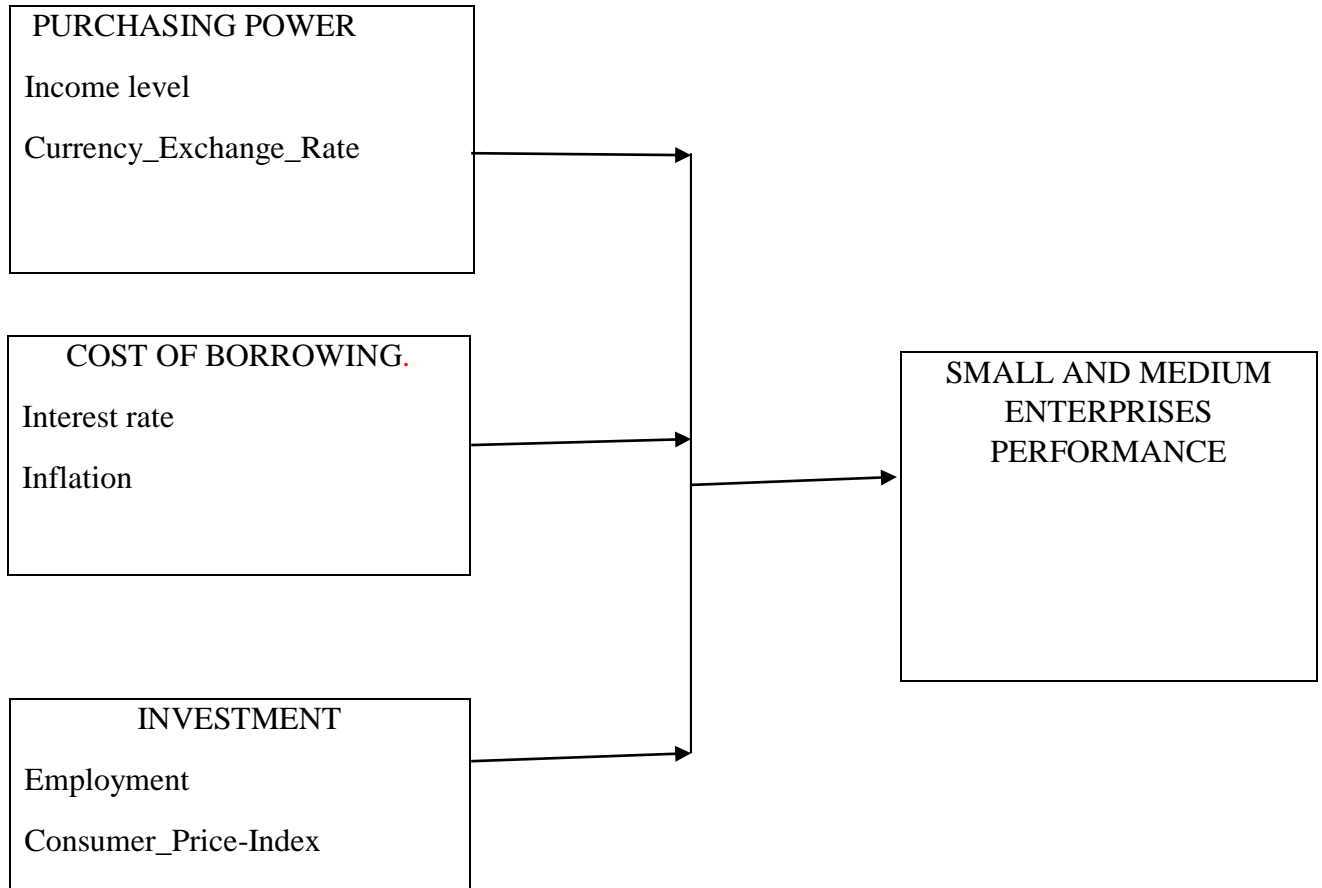 PURCHASING POWER
Income level
Currency_Exchange_Rate
COST OF BORROWING.
Interest rate
Inflation
SMALL AND MEDIUM
ENTERPRISES
PERFORMANCE
INVESTMENT
Employment
Consumer_Price-Index